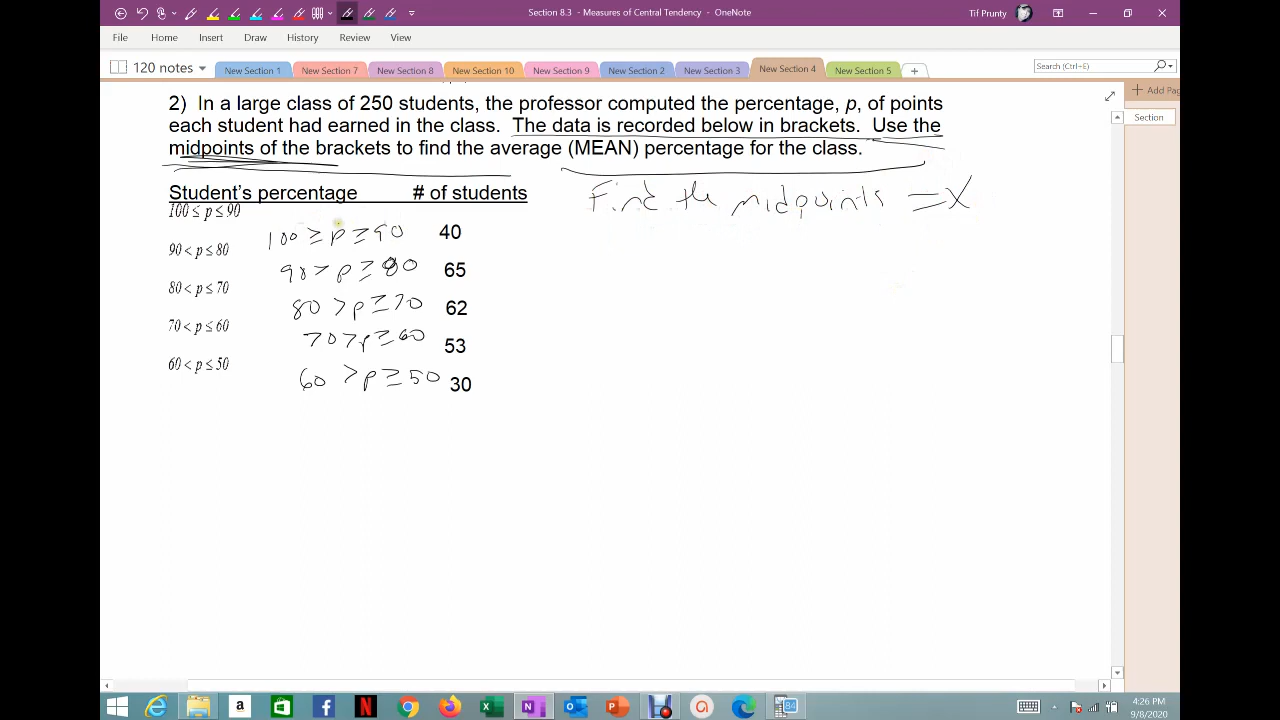 Section 8.3 - Measures of Central Tendency - OneNote
Tif Prunty
File Home Insert Draw History Review View
120 notes New Section 1 New Section 7 New Section 8 New Section 10 New Section 9 New Section 2 New Section 3 New Section 4 New Section 5 +
Search (Ctrl+E)
+ Add Pag
Section
2) In a large class of 250 students, the professor computed the percentage, p, of points
each student had earned in the class. The data is recorded below in brackets. Use the
midpoints of the brackets to find the average (MEAN) percentage for the class.
Student's percentage # of students
Find the midpoints = X
100 ≤ p ≤ 90
100 ≥ p ≥ 90 40
90 < p ≤ 80
90 > p ≥ 80 65
80 < p ≤ 70
80 > p ≥ 70 62
70 < p ≤ 60
70 > p ≥ 60 53
60 < p ≤ 50
60 > p ≥ 50 30
4:26 PM
9/8/2020